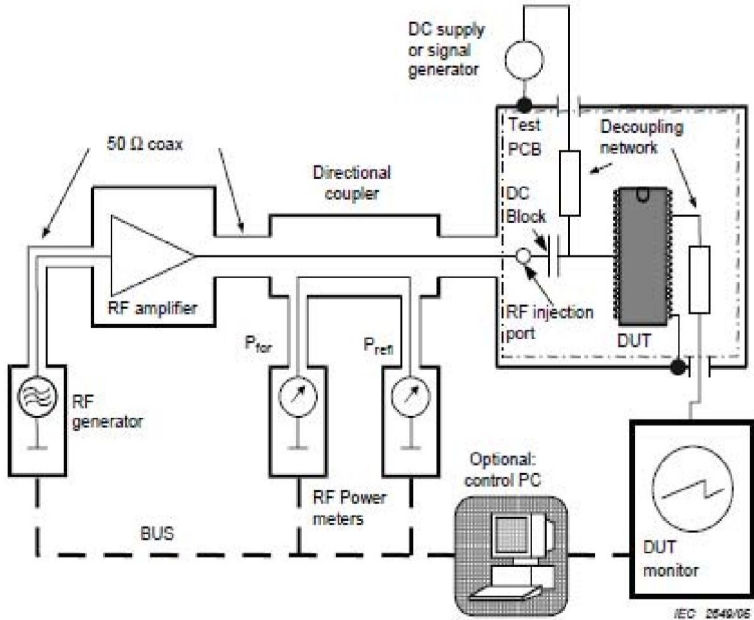 DC supply
or signal
generator
Test
PCB
Decoupling
network
50 Ω coax
Directional
coupler
DC
Block
RF amplifier
RF injection
port
DUT
Pfor
Prefl
RF
generator
Optional:
control PC
RF Power
meters
BUS
DUT
monitor
IEC 2549/05